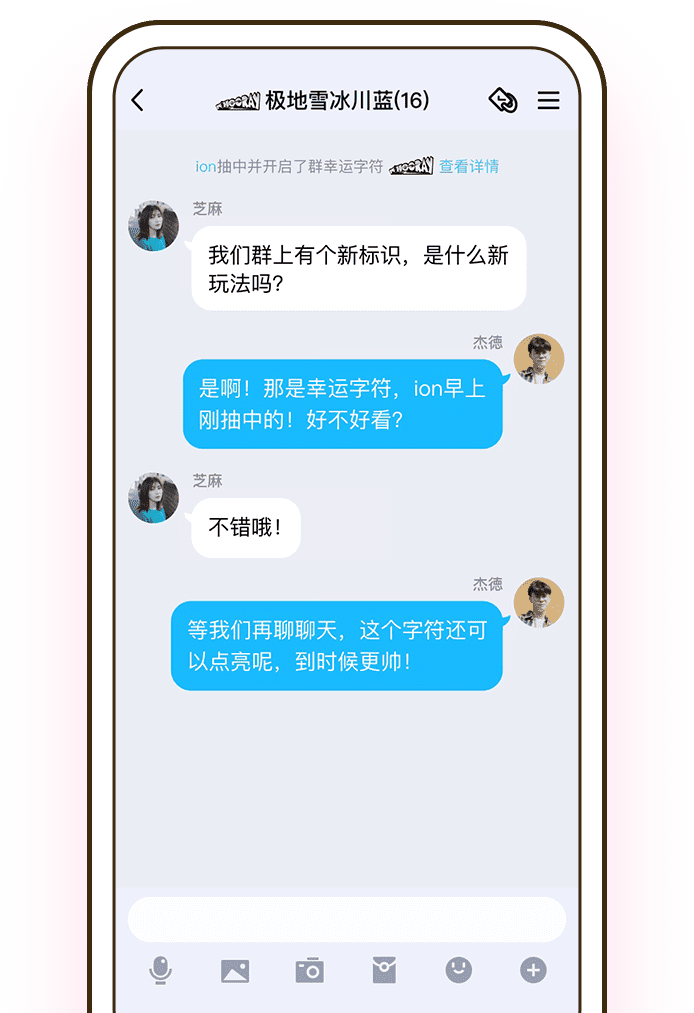 HOORAY 极地雪冰川蓝(16)
ion抽中并开启了群幸运字符 HOORAY 查看详情
芝麻
我们群上有个新标识，是什么新
玩法吗？
杰德
是啊！那是幸运字符，ion早上
刚抽中的！好不好看？
芝麻
不错哦！
杰德
等我们再聊聊天，这个字符还可
以点亮呢，到时候更帅！